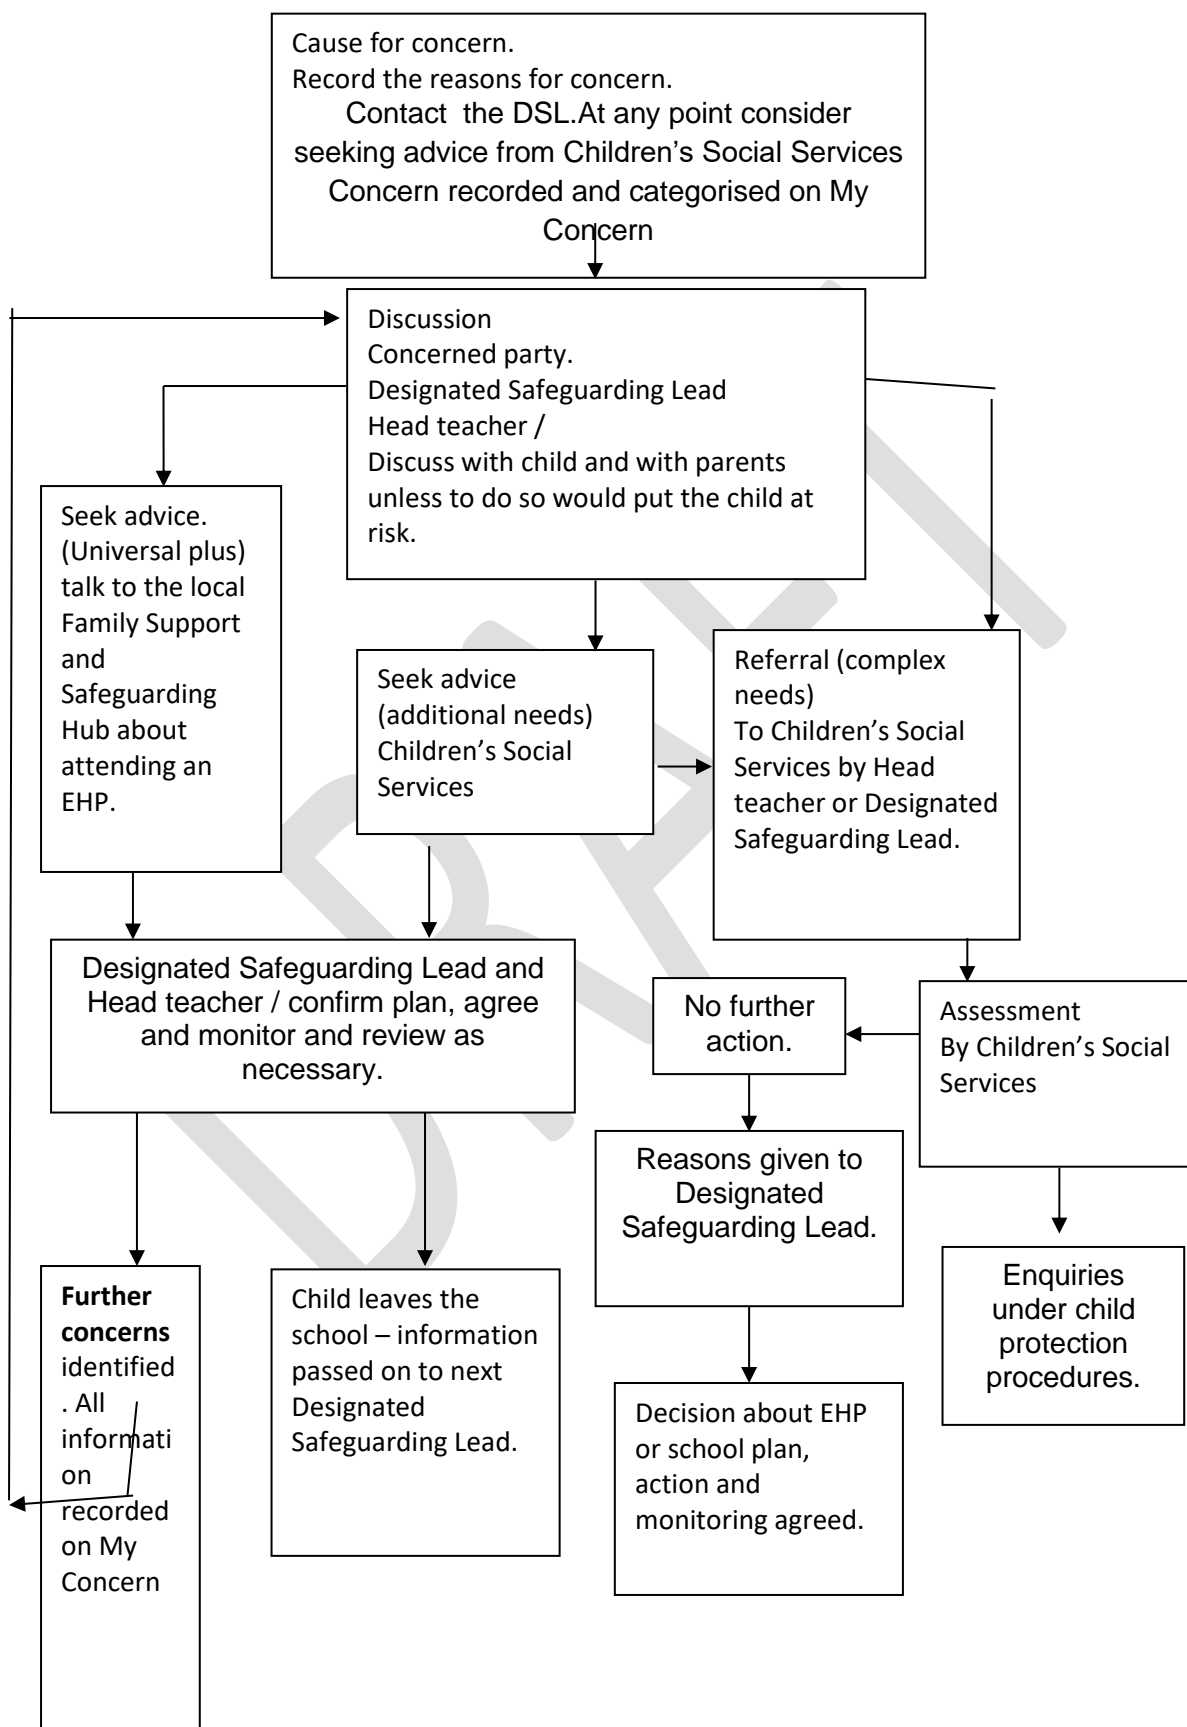 Cause for concern.
Record the reasons for concern.
Contact  the DSL.At any point consider
seeking advice from Children’s Social Services
Concern recorded and categorised on My
Concern
Discussion
Concerned party.
Designated Safeguarding Lead
Head teacher /
Discuss with child and with parents
unless to do so would put the child at
risk.
Seek advice.
(Universal plus)
talk to the local
Family Support
and
Safeguarding
Hub about
attending an
EHP.
Seek advice
(additional needs)
Children’s Social
Services
Referral (complex
needs)
To Children’s Social
Services by Head
teacher or Designated
Safeguarding Lead.
Designated Safeguarding Lead and
Head teacher / confirm plan, agree
and monitor and review as
necessary.
No further
action.
Assessment
By Children’s Social
Services
Reasons given to
Designated
Safeguarding Lead.
Enquiries
under child
protection
procedures.
Further
concerns
identified
. All
informati
on
recorded
on My
Concern
Child leaves the
school – information
passed on to next
Designated
Safeguarding Lead.
Decision about EHP
or school plan,
action and
monitoring agreed.
DRAFT